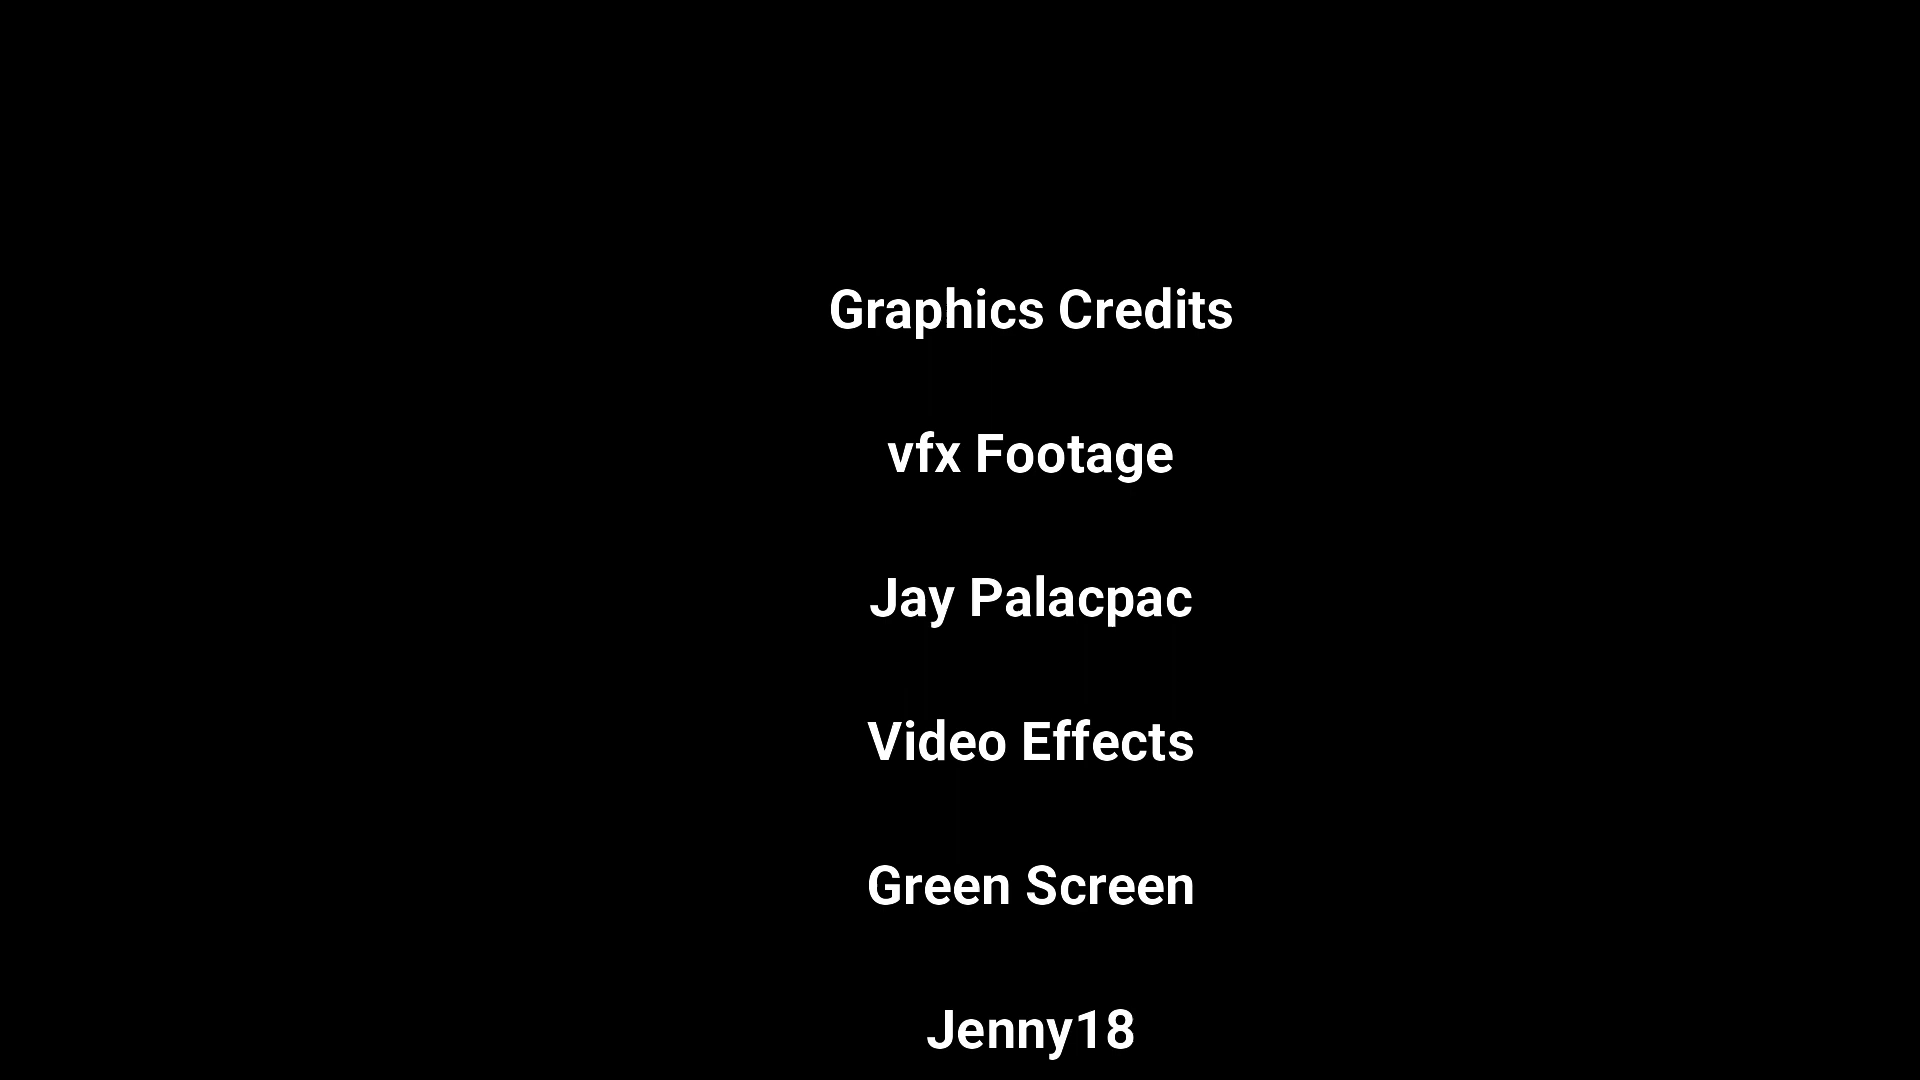 Graphics Credits
vfx Footage
Jay Palacpac
Video Effects
Green Screen
Jenny18